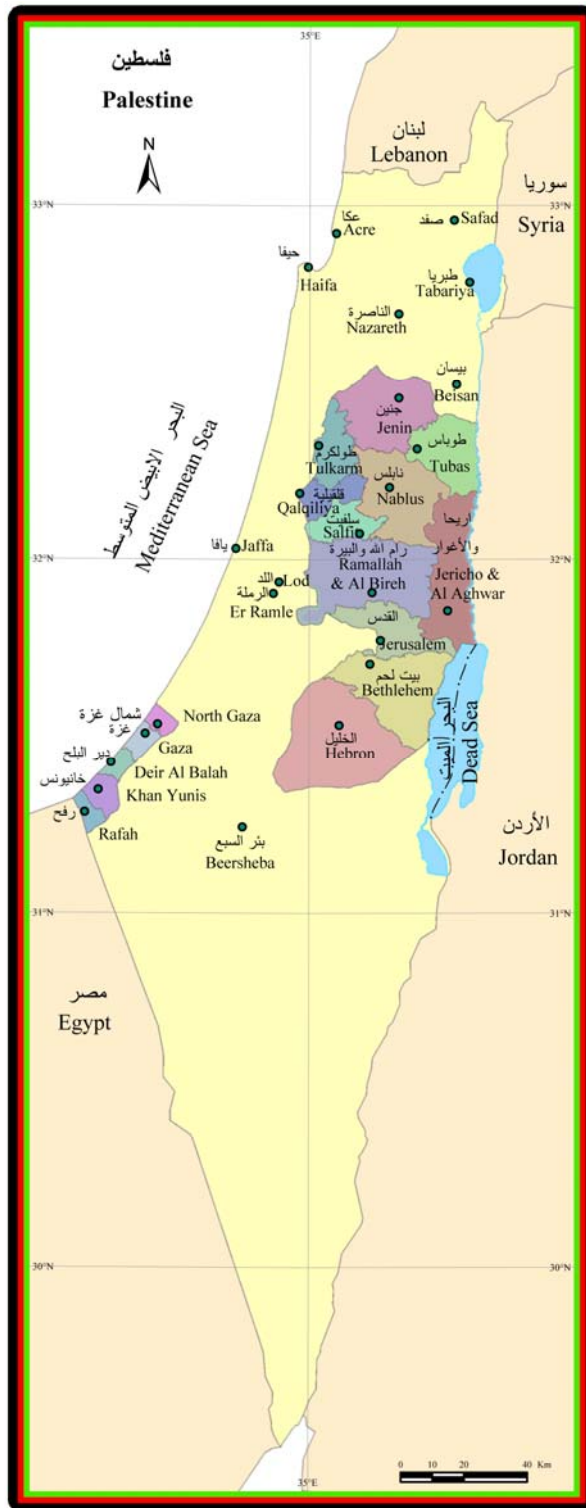 35°E
فلسطين
Palestine
N
لبنان
Lebanon
سوريا
Syria
33°N
33°N
عكا
Acre
صفد
Safad
حيفا
Haifa
طبريا
Tabariya
الناصرة
Nazareth
بيسان
Beisan
البحر الابيض المتوسط
Mediterranean Sea
جنين
Jenin
طولكرم
Tulkarm
طوباس
Tubas
نابلس
Nablus
قلقيلية
Qalqiliya
سلفيت
Salfit
اريحا
والأغوار
Jericho &
Al Aghwar
يافا
Jaffa
32°N
32°N
رام الله والبيرة
Ramallah
& Al Bireh
اللد
Lod
الرملة
Er Ramle
القدس
Jerusalem
بيت لحم
Bethlehem
البحر الميت
Dead Sea
شمال غزة
North Gaza
غزة
Gaza
الخليل
Hebron
دير البلح
Deir Al Balah
خانيونس
Khan Yunis
رفح
Rafah
بئر السبع
Beersheba
الأردن
Jordan
31°N
31°N
مصر
Egypt
30°N
30°N
0 10 20 40 Km
35°E